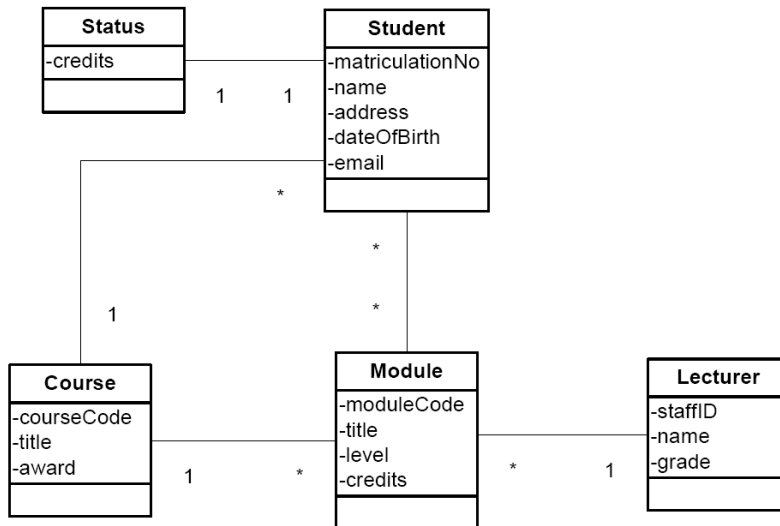 Status
-credits
Student
-matriculationNo
-name
-address
-dateOfBirth
-email
1 1
*
*
1
*
Course
-courseCode
-title
-award
Module
-moduleCode
-title
-level
-credits
Lecturer
-staffID
-name
-grade
1 *
* 1